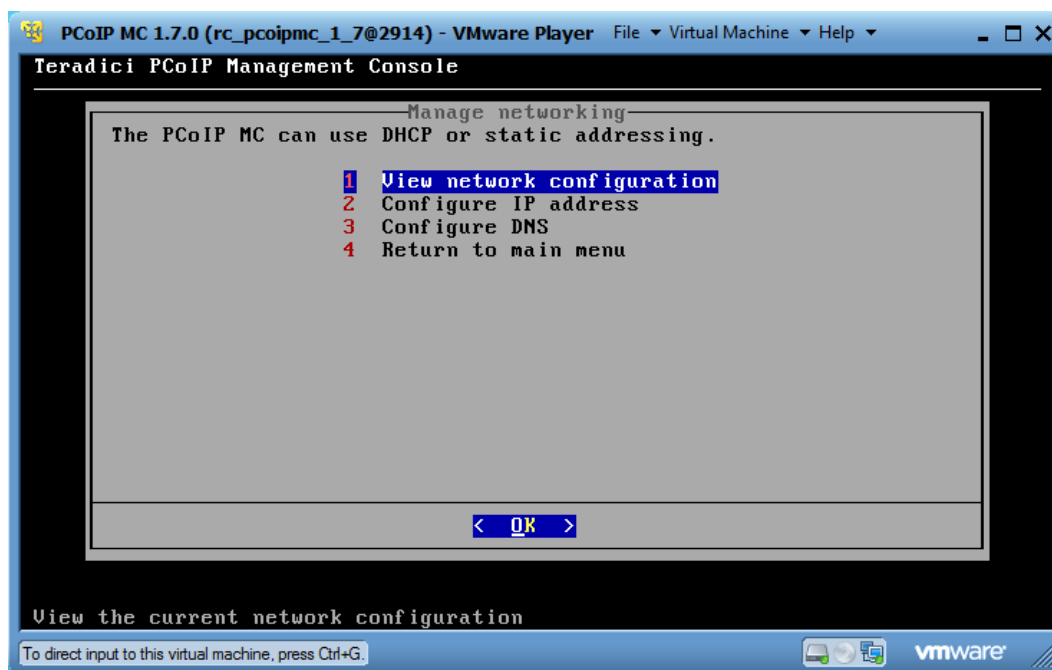 PCoIP MC 1.7.0 (rc_pcoipmc_1_7@2914) - VMware Player File Virtual Machine Help
Teradici PCoIP Management Console
Manage networking
The PCoIP MC can use DHCP or static addressing.
1 View network configuration
2 Configure IP address
3 Configure DNS
4 Return to main menu
< OK >
View the current network configuration
To direct input to this virtual machine, press Ctrl+G.
vmware